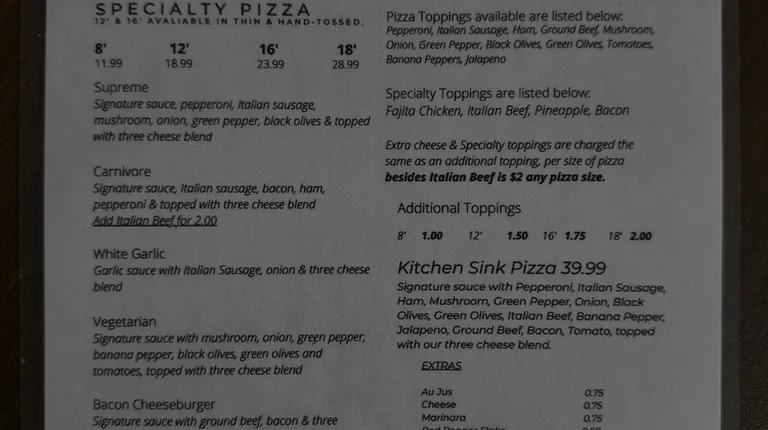 SPECIALTY PIZZA
12' & 16' AVALIABLE IN THIN & HAND-TOSSED.
8' 12' 16' 18'
11.99 18.99 23.99 28.99
Supreme
Signature sauce, pepperoni, Italian sausage,
mushroom, onion, green pepper, black olives & topped
with three cheese blend
Carnivore
Signature sauce, Italian sausage, bacon, ham,
pepperoni & topped with three cheese blend
Add Italian Beef for 2.00
White Garlic
Garlic sauce with Italian Sausage, onion & three cheese
blend
Vegetarian
Signature sauce with mushroom, onion, green pepper,
banana pepper, black olives, green olives and
tomatoes, topped with three cheese blend
Bacon Cheeseburger
Signature sauce with ground beef, bacon & three
Pizza Toppings available are listed below:
Pepperoni, Italian Sausage, Ham, Ground Beef, Mushroom,
Onion, Green Pepper, Black Olives, Green Olives, Tomatoes,
Banana Peppers, Jalapeno
Specialty Toppings are listed below:
Fajita Chicken, Italian Beef, Pineapple, Bacon
Extra cheese & Specialty toppings are charged the
same as an additional topping, per size of pizza
besides Italian Beef is $2 any pizza size.
Additional Toppings
8' 1.00 12' 1.50 16' 1.75 18' 2.00
Kitchen Sink Pizza 39.99
Signature sauce with Pepperoni, Italian Sausage,
Ham, Mushroom, Green Pepper, Onion, Black
Olives, Green Olives, Italian Beef, Banana Pepper,
Jalapeno, Ground Beef, Bacon, Tomato, topped
with our three cheese blend.
EXTRAS
Au Jus 0.75
Cheese 0.75
Marinara 0.75